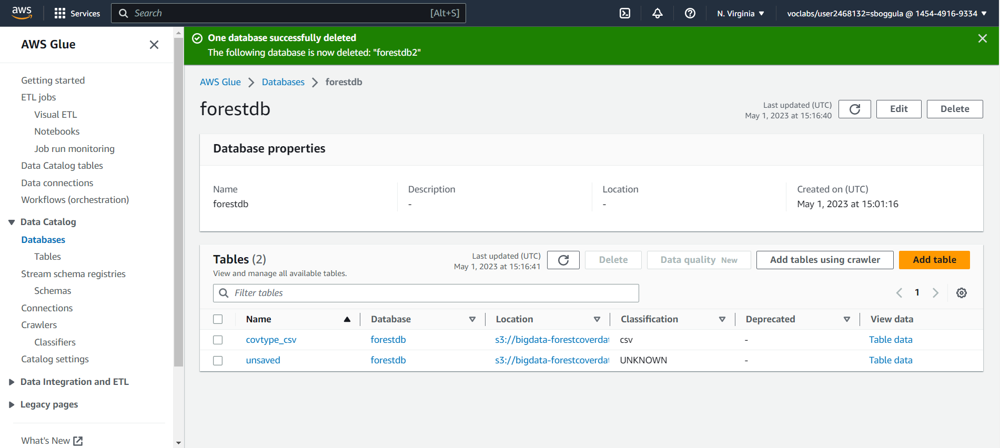 aws
Services
Search
[Alt+S]
N. Virginia
voclabs/user2468132=sboggula @ 1454-4916-9334
AWS Glue
Getting started
ETL jobs
Visual ETL
Notebooks
Job run monitoring
Data Catalog tables
Data connections
Workflows (orchestration)
Data Catalog
Databases
Tables
Stream schema registries
Schemas
Connections
Crawlers
Classifiers
Catalog settings
Data Integration and ETL
Legacy pages
What's New
One database successfully deleted
The following database is now deleted: "forestdb2"
AWS Glue > Databases > forestdb
forestdb
Last updated (UTC)
May 1, 2023 at 15:16:40
Edit
Delete
Database properties
Name
forestdb
Description
-
Location
-
Created on (UTC)
May 1, 2023 at 15:01:16
Tables (2)
View and manage all available tables.
Last updated (UTC)
May 1, 2023 at 15:16:41
Delete
Data quality New
Add tables using crawler
Add table
Filter tables
1
Name Database Location Classification Deprecated View data
covtype_csv forestdb s3://bigdata-forestcoverdat csv - Table data
unsaved forestdb s3://bigdata-forestcoverdat UNKNOWN - Table data